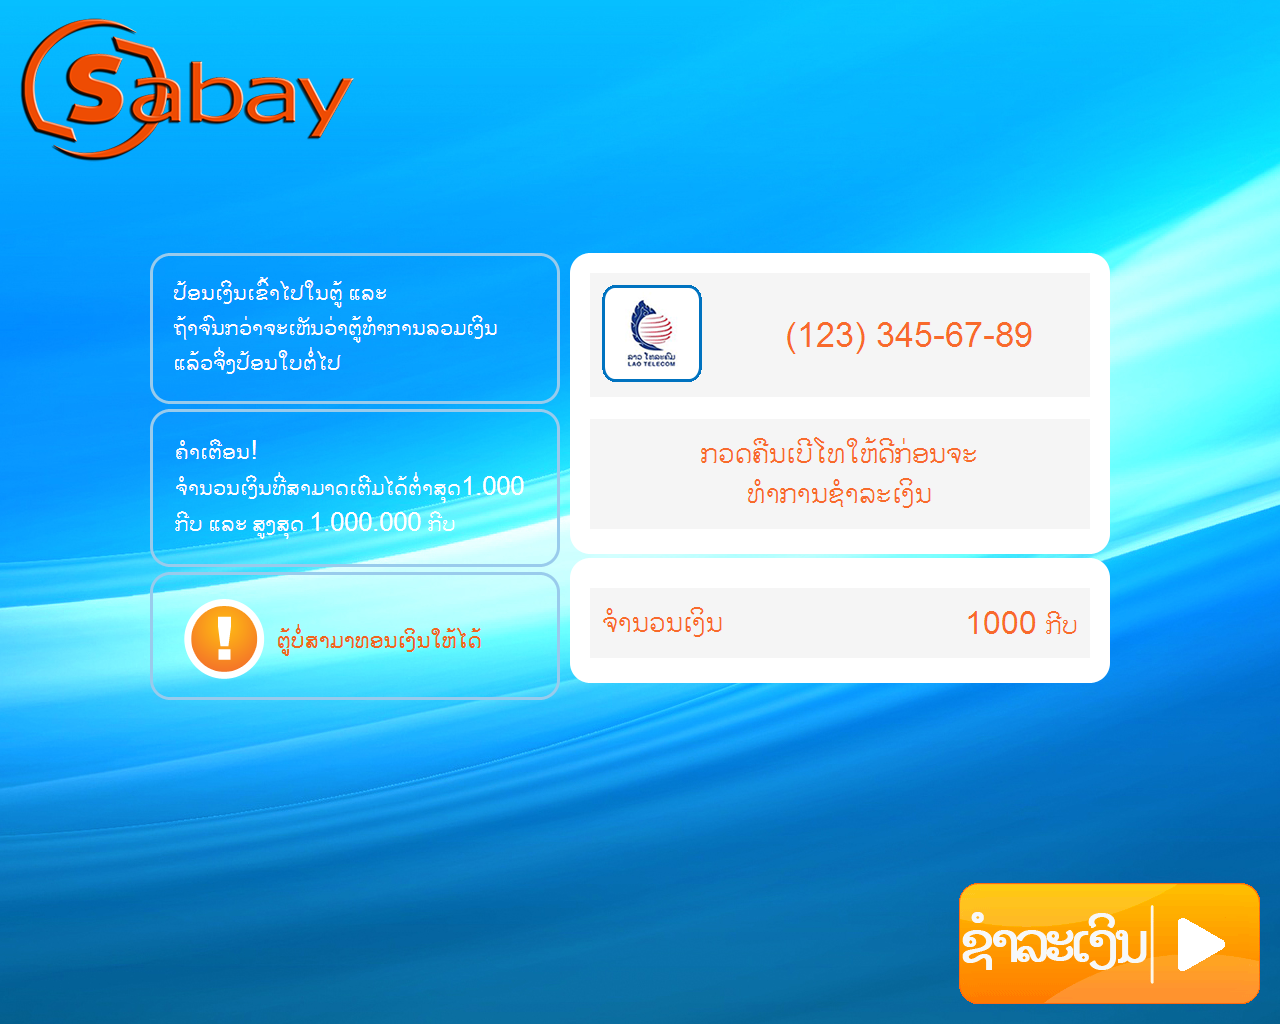 Sabay
ປ້ອນເງິນເຂົ້າໄປໃນຕູ້ ແລະ
ຖ້າຈົນກວ່າຈະເຫັນວ່າຕູ້ທຳການລວມເງິນ
ແລ້ວຈຶ່ງປ້ອນໃບຕໍ່ໄປ
ຄຳເຕືອນ!
ຈຳນວນເງິນທີ່ສາມາດເຕີມໄດ້ຕ່ຳສຸດ1.000
ກີບ ແລະ ສູງສຸດ 1.000.000 ກີບ
ຕູ້ບໍ່ສາມາທອນເງິນໃຫ້ໄດ້
ລາວ ໂທລະຄົມ
LAO TELECOM
(123) 345-67-89
ກວດຄືນເບີໂທໃຫ້ດີກ່ອນຈະ
ທຳການຊຳລະເງິນ
ຈຳນວນເງິນ 1000 ກີບ
ຊຳລະເງິນ